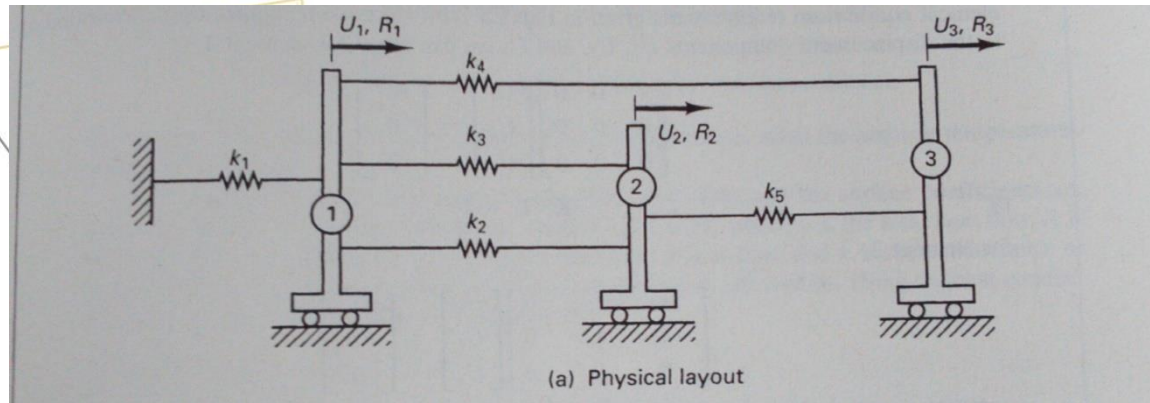 U1, R1
U3, R3
k4
k3
U2, R2
k1
3
2
k5
1
k2
(a) Physical layout